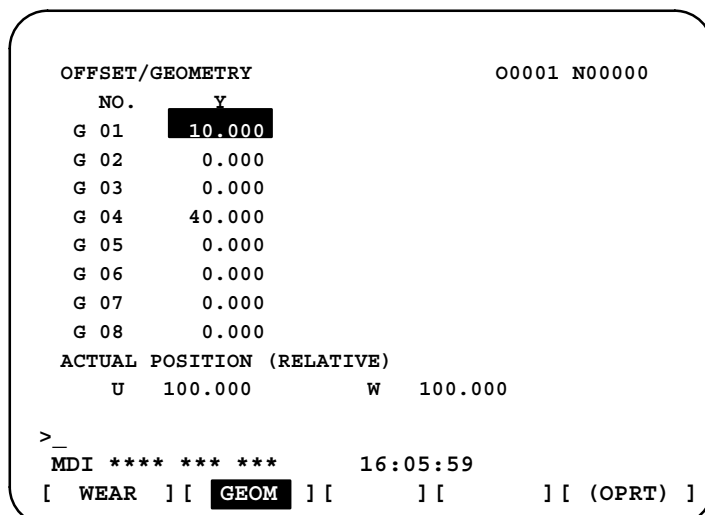 OFFSET/GEOMETRY O0001 N00000
NO. Y
G 01 10.000
G 02 0.000
G 03 0.000
G 04 40.000
G 05 0.000
G 06 0.000
G 07 0.000
G 08 0.000
ACTUAL POSITION (RELATIVE)
U 100.000 W 100.000
>_
MDI **** *** *** 16:05:59
[ WEAR ][ GEOM ][ ][ ][ (OPRT) ]